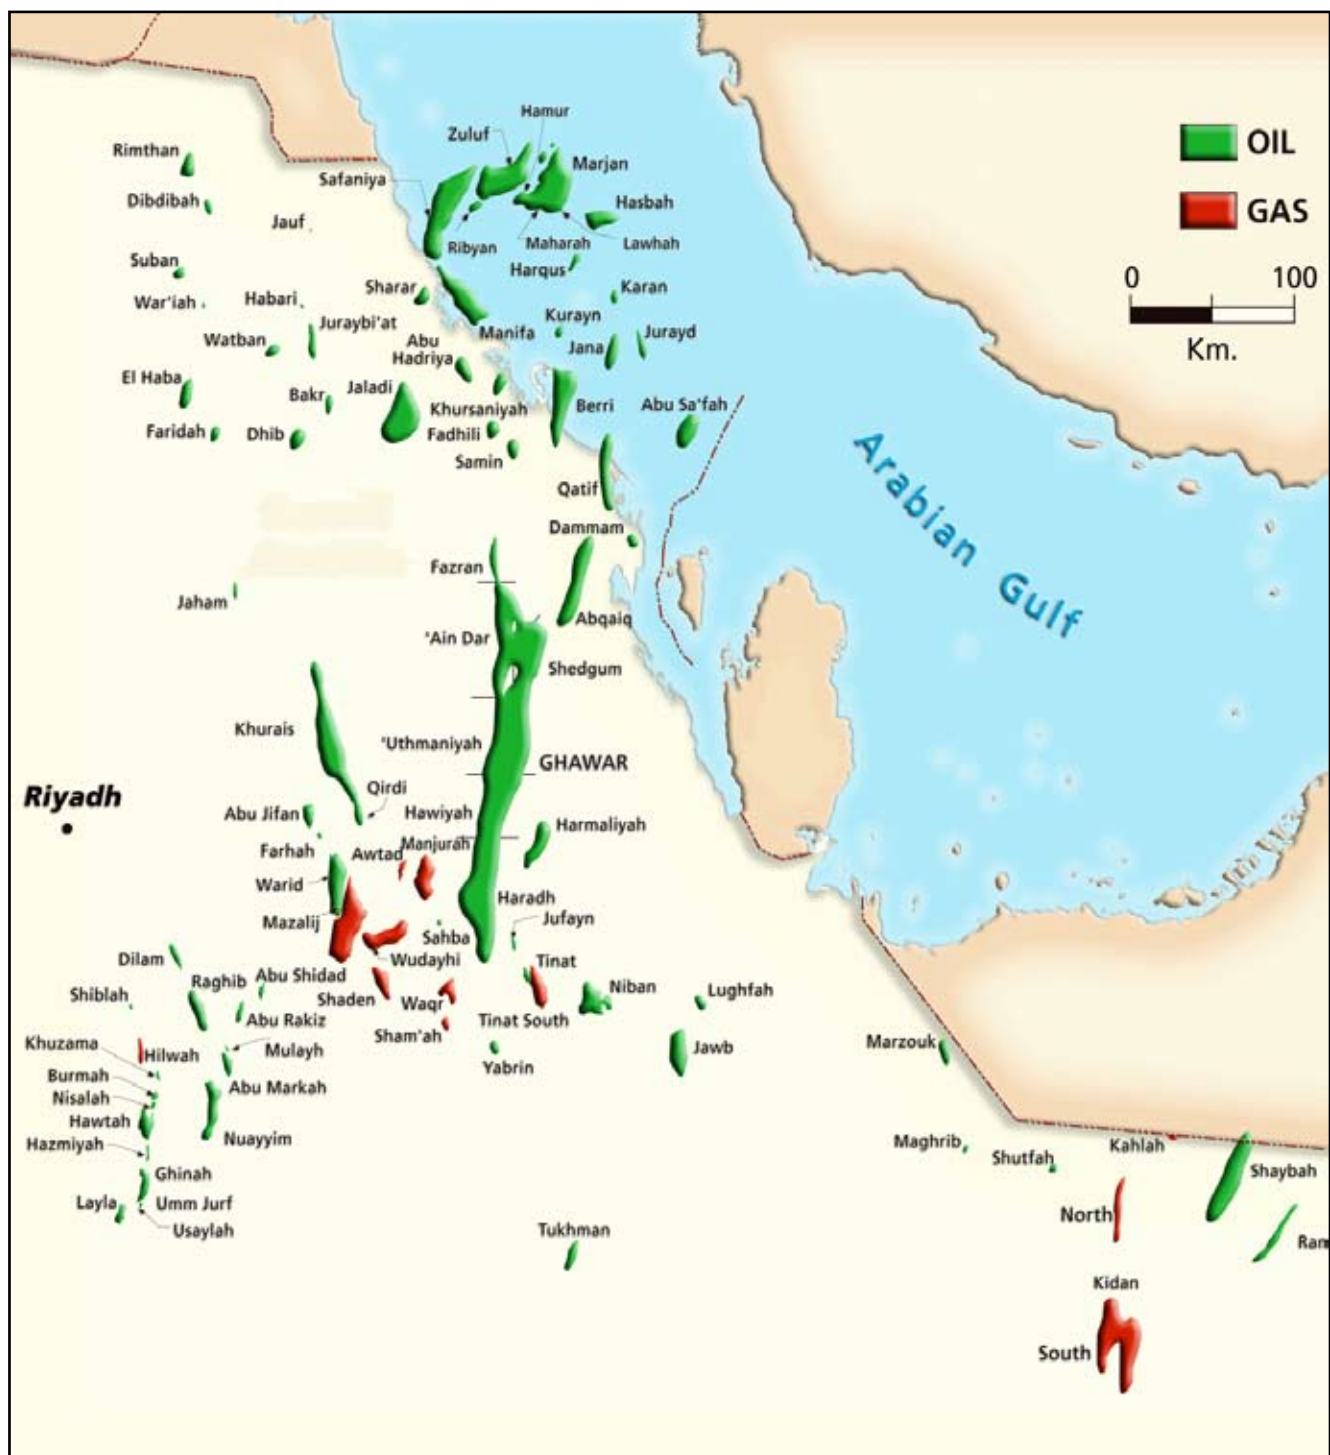 Hamur
Zuluf
Rimthan
Marjan
Safaniya
Dibdibah
Hasbah
Jauf
Ribyan
Maharah
Lawhah
Suban
Harqus
Sharar
Karan
War'iah
Habari
Kurayn
Juraybi'at
Manifa
Jurayd
Watban
Abu
Hadriya
Jana
El Haba
Jaladi
Bakr
Khursaniyah
Berri
Abu Sa'fah
Faridah
Dhib
Fadhili
Samin
Qatif
Dammam
Fazran
Jaham
Abqaiq
'Ain Dar
Shedgum
Khurais
'Uthmaniyah
GHAWAR
Qirdi
Riyadh
Abu Jifan
Hawiyah
Harmaliyah
Farhah
Awtad
Manjurah
Warid
Haradh
Mazalij
Jufayn
Sahba
Wudayhi
Dilam
Tinat
Raghib
Abu Shidad
Niban
Lughfah
Shiblah
Shaden
Waqr
Abu Rakiz
Tinat South
Sham'ah
Khuzama
Hilwah
Mulayh
Yabrin
Jawb
Marzouk
Burmah
Abu Markah
Nisalah
Hawtah
Nuayyim
Hazmiyah
Maghrib
Shutfah
Kahlah
Shaybah
Ghinah
Layla
Umm Jurf
Usaylah
North
Tukhman
Ram
Kidan
South
Arabian Gulf
OIL
GAS
0 100
Km.